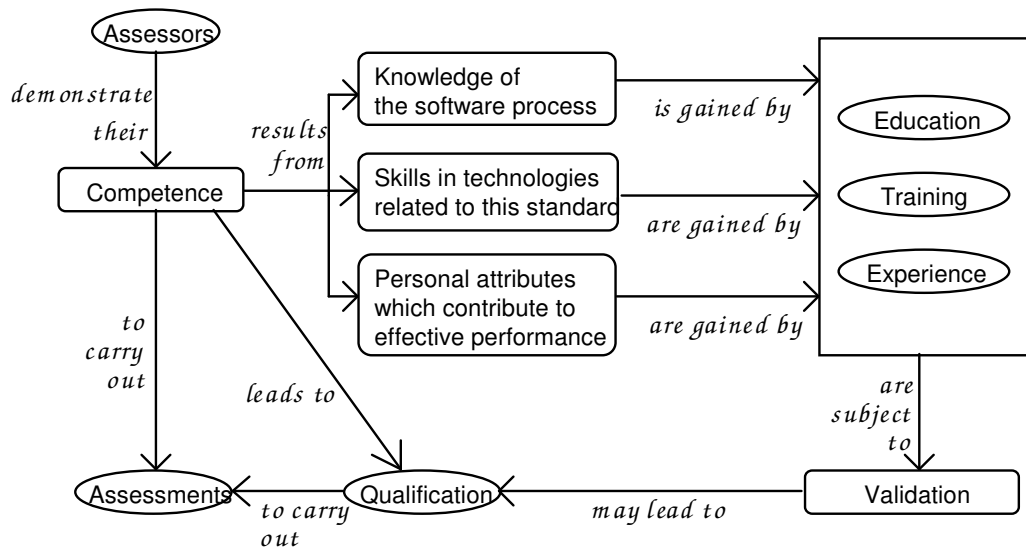 Assessors
demonstrate
their
Competence
results
from
Knowledge of
the software process
Skills in technologies
related to this standard
Personal attributes
which contribute to
effective performance
is gained by
are gained by
are gained by
Education
Training
Experience
to
carry
out
leads to
are
subject
to
Assessments
to carry
out
Qualification
may lead to
Validation